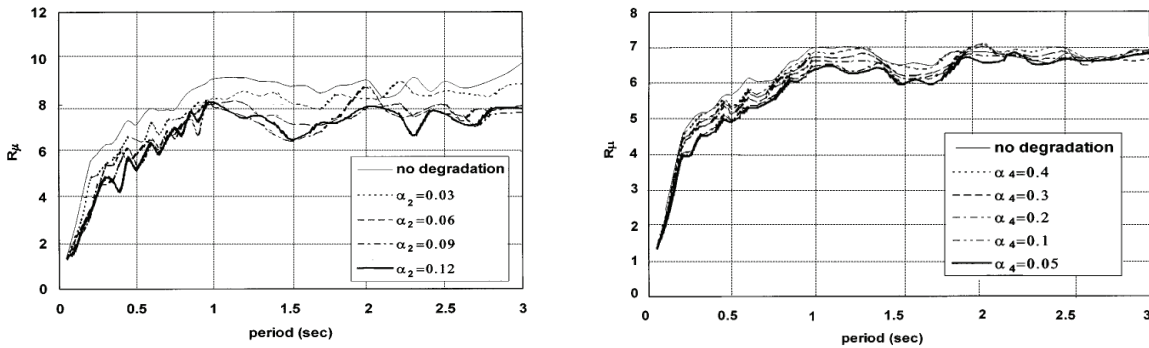 12
10
8
6
4
2
0
Rμ
0 0.5 1 1.5 2 2.5 3
period (sec)
no degradation
α2=0.03
α2=0.06
α2=0.09
α2=0.12
8
7
6
5
4
3
2
1
0
Rμ
0 0.5 1 1.5 2 2.5 3
period (sec)
no degradation
α4=0.4
α4=0.3
α4=0.2
α4=0.1
α4=0.05